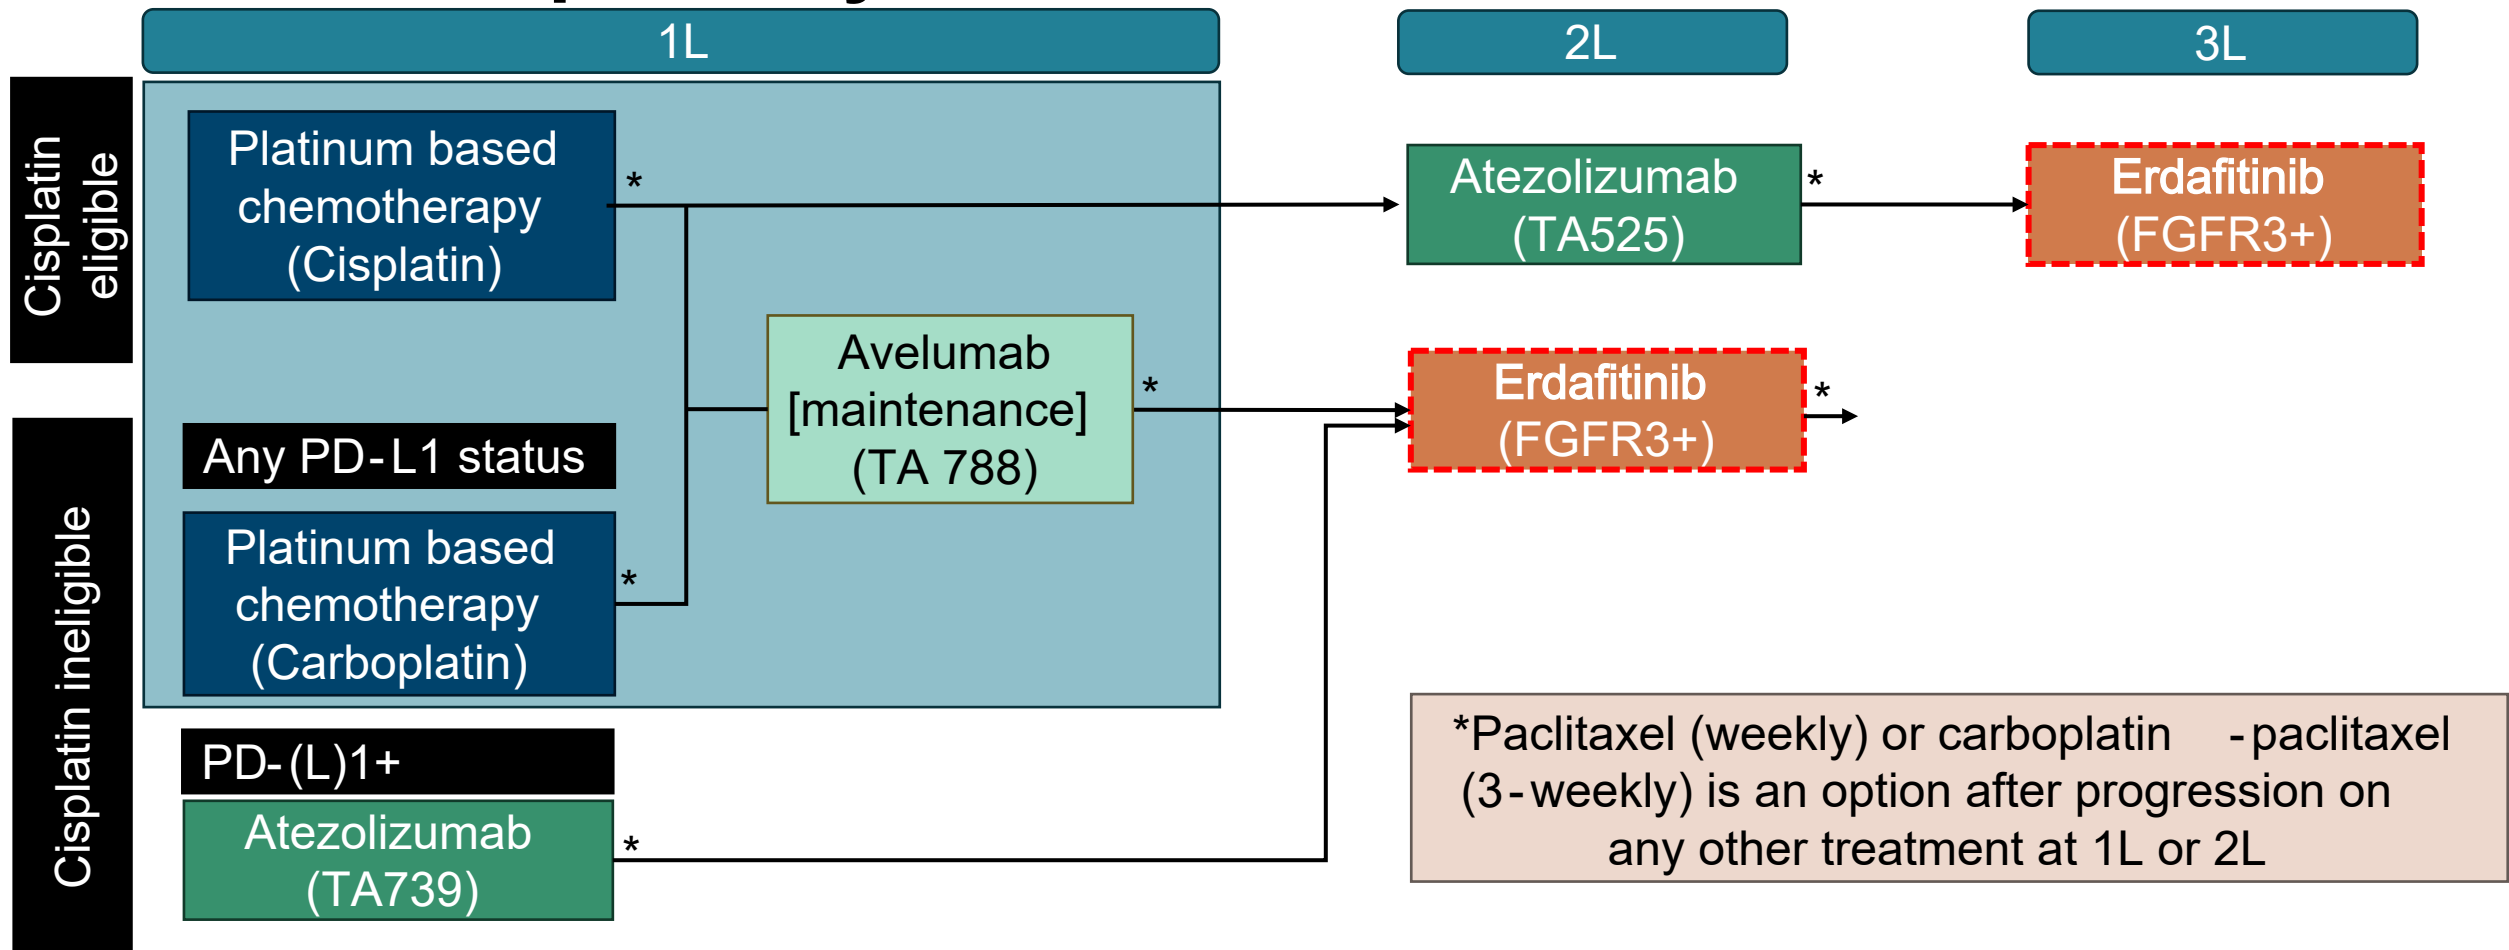 1L
2L
3L
Cisplatin
eligible
Platinum based
chemotherapy
(Cisplatin)
*
Atezolizumab
(TA525)
*
Erdafitinib
(FGFR3+)
Avelumab
[maintenance]
(TA 788)
*
Erdafitinib
(FGFR3+)
*
Cisplatin ineligible
Any PD-L1 status
Platinum based
chemotherapy
(Carboplatin)
*
PD-(L)1+
Atezolizumab
(TA739)
*
*Paclitaxel (weekly) or carboplatin -paclitaxel
(3-weekly) is an option after progression on
any other treatment at 1L or 2L